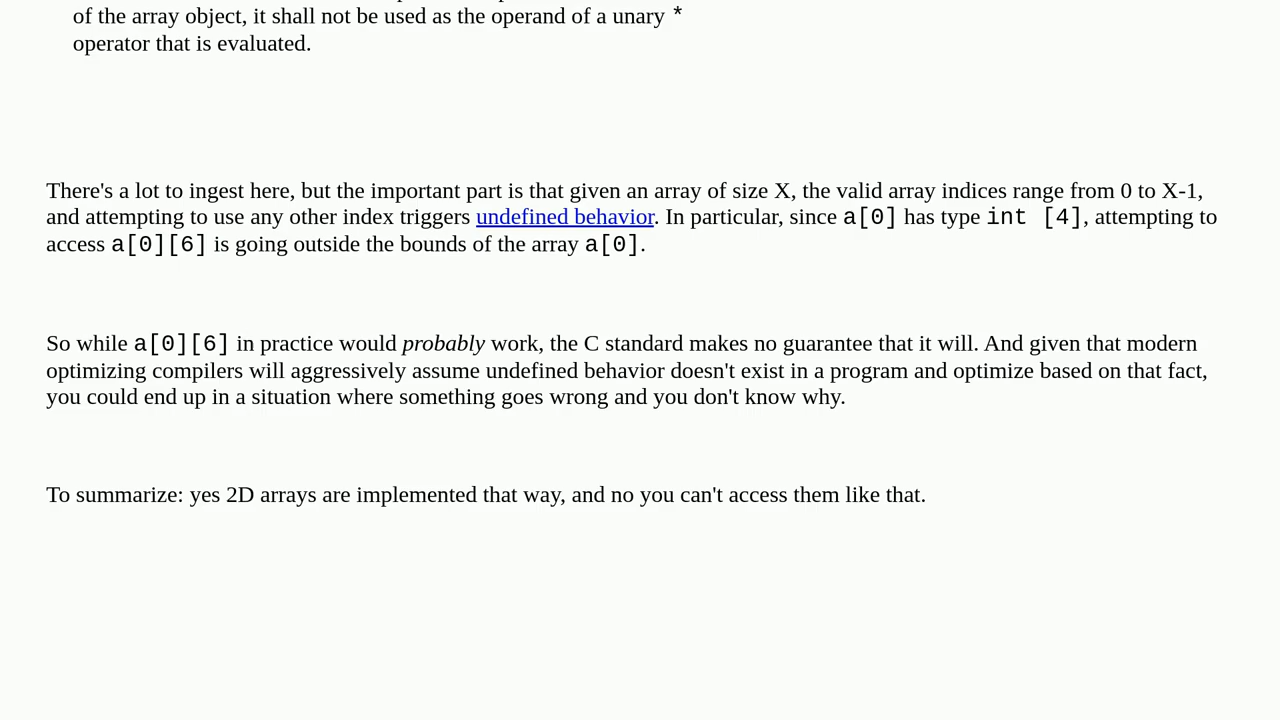 of the array object, it shall not be used as the operand of a unary *
operator that is evaluated.
There's a lot to ingest here, but the important part is that given an array of size X, the valid array indices range from 0 to X-1,
and attempting to use any other index triggers undefined behavior. In particular, since a[0] has type int [4], attempting to
access a[0][6] is going outside the bounds of the array a[0].
So while a[0][6] in practice would probably work, the C standard makes no guarantee that it will. And given that modern
optimizing compilers will aggressively assume undefined behavior doesn't exist in a program and optimize based on that fact,
you could end up in a situation where something goes wrong and you don't know why.
To summarize: yes 2D arrays are implemented that way, and no you can't access them like that.